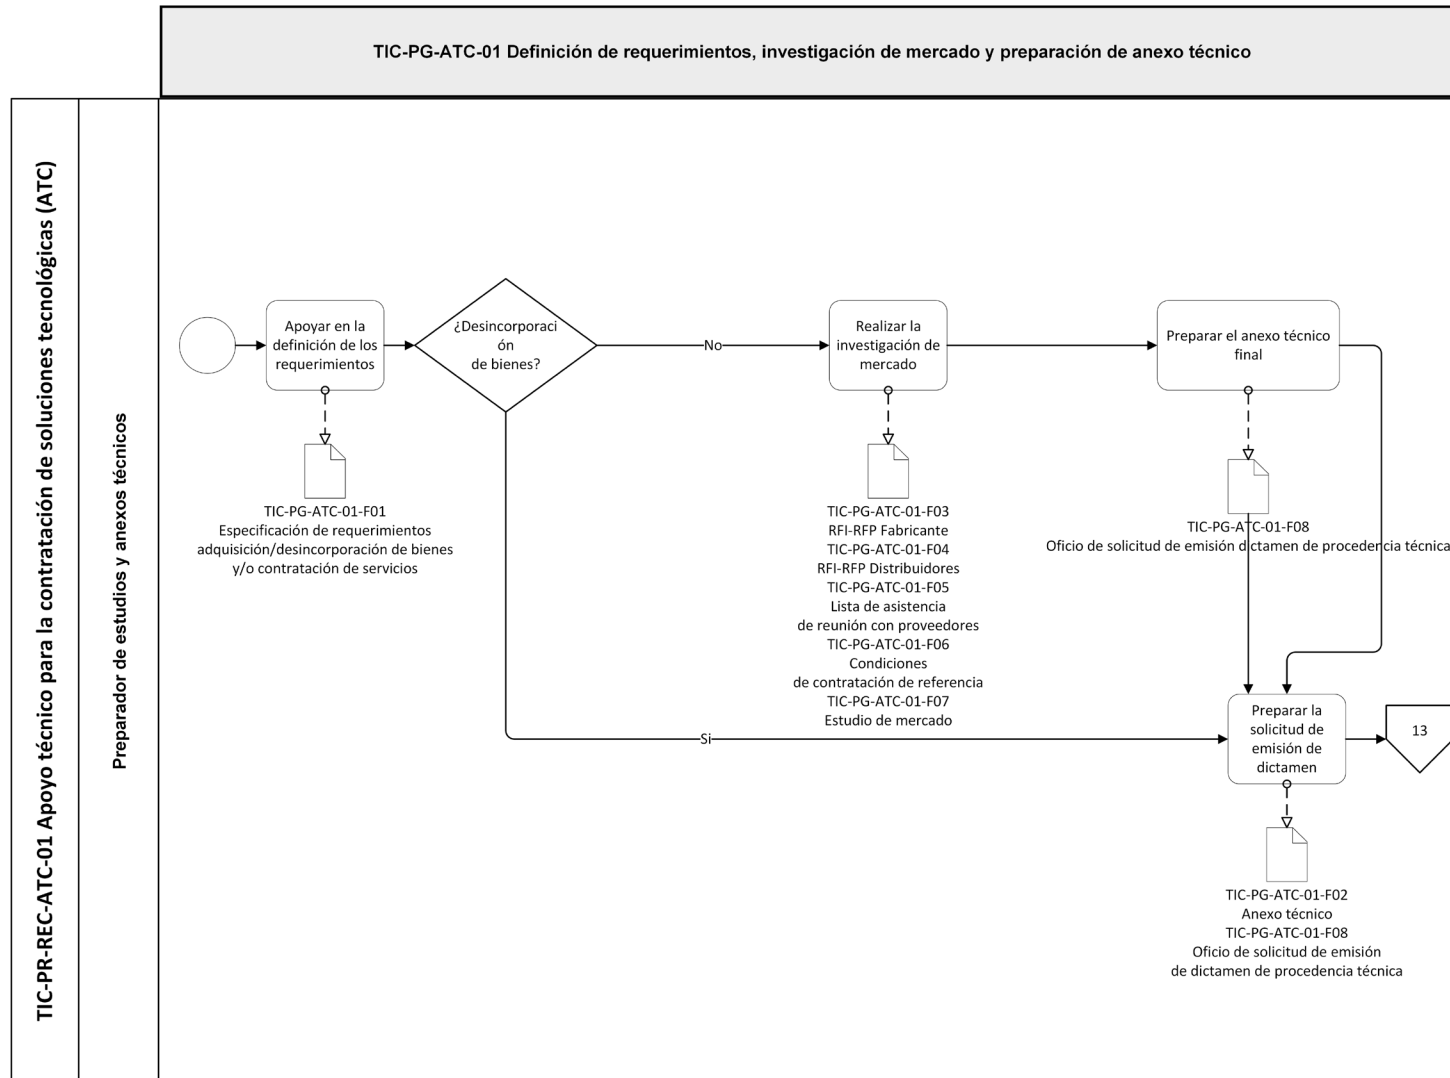 TIC-PG-ATC-01 Definición de requerimientos, investigación de mercado y preparación de anexo técnico
TIC-PR-REC-ATC-01 Apoyo técnico para la contratación de soluciones tecnológicas (ATC)
Preparador de estudios y anexos técnicos
Apoyar en la
definición de los
requerimientos
¿Desincorporaci
ón
de bienes?
No
Realizar la
investigación de
mercado
Preparar el anexo técnico
final
TIC-PG-ATC-01-F01
Especificación de requerimientos
adquisición/desincorporación de bienes
y/o contratación de servicios
TIC-PG-ATC-01-F03
RFI-RFP Fabricante
TIC-PG-ATC-01-F04
RFI-RFP Distribuidores
TIC-PG-ATC-01-F05
Lista de asistencia
de reunión con proveedores
TIC-PG-ATC-01-F06
Condiciones
de contratación de referencia
TIC-PG-ATC-01-F07
Estudio de mercado
TIC-PG-ATC-01-F08
Oficio de solicitud de emisión dictamen de procedencia técnica
Si
Preparar la
solicitud de
emisión de
dictamen
13
TIC-PG-ATC-01-F02
Anexo técnico
TIC-PG-ATC-01-F08
Oficio de solicitud de emisión
de dictamen de procedencia técnica